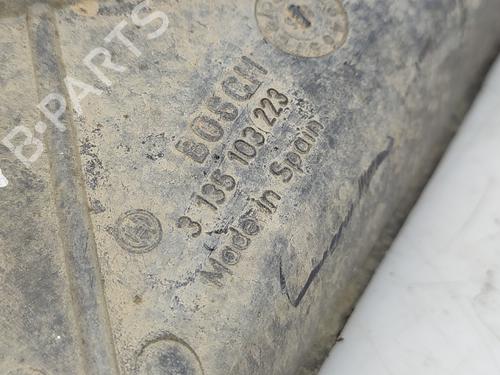 BOSCH
3 135 103 223
Made in Spain
B-PARTS